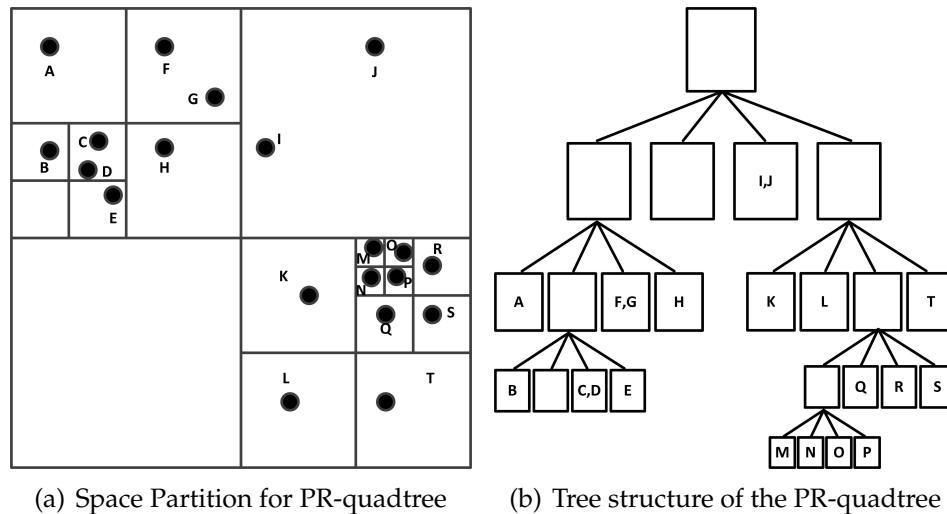 A
F
J
G
C
I
B
D
H
E
M
O
R
K
N
P
Q
S
L
T
I,J
A
F,G
H
K
L
T
B
C,D
E
Q
R
S
M
N
O
P
(a) Space Partition for PR-quadtree
(b) Tree structure of the PR-quadtree